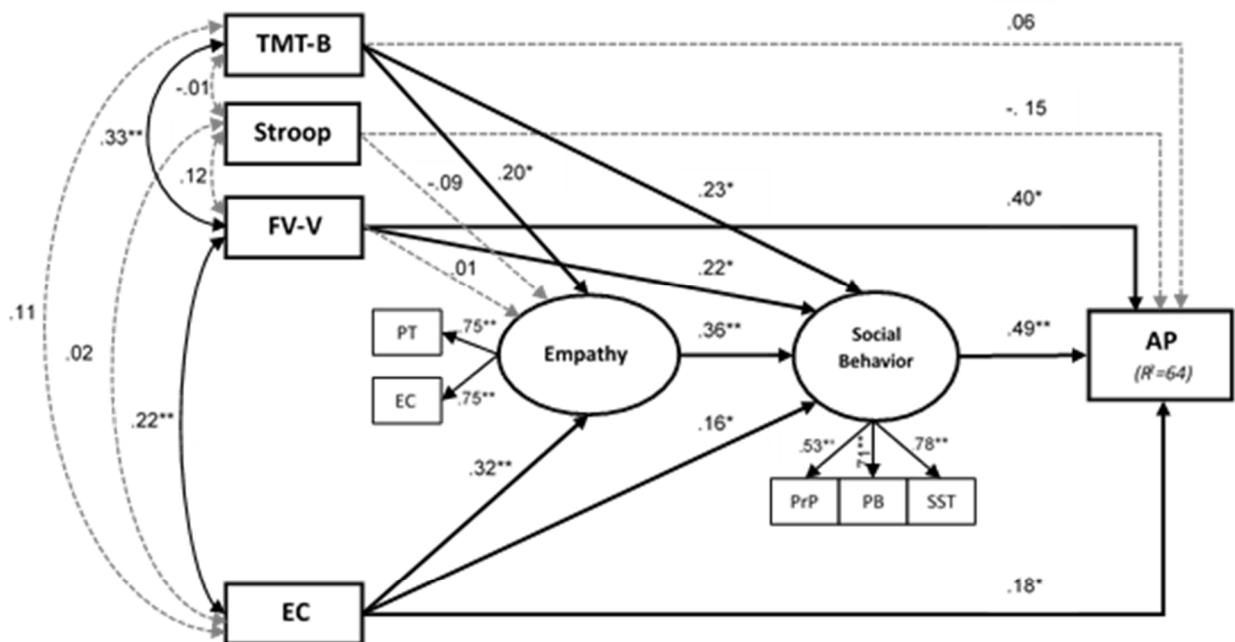 .06
TMT-B
-.01
-. 15
Stroop
.33**
.20*
-.09
.23*
.12
.40*
FV-V
.01
.22*
.11
PT
.75**
.36**
.49**
Empathy
Social
Behavior
AP
(R²=64)
.02
EC
.75**
.22**
.16*
.53**
.71**
.78**
.32**
PrP
PB
SST
.18*
EC